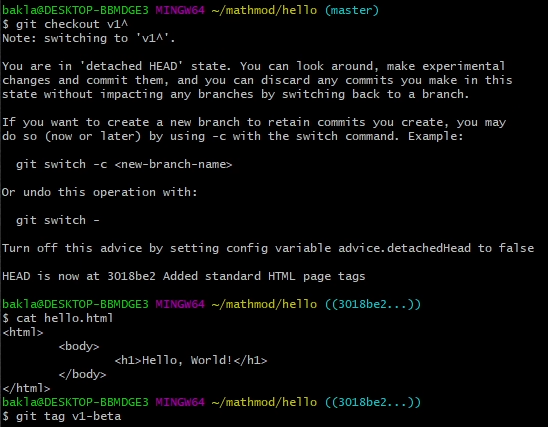 bakla@DESKTOP-BBMDGE3 MINGW64 ~/mathmod/hello (master)
$ git checkout v1^
Note: switching to 'v1^'.

You are in 'detached HEAD' state. You can look around, make experimental
changes and commit them, and you can discard any commits you make in this
state without impacting any branches by switching back to a branch.

If you want to create a new branch to retain commits you create, you may
do so (now or later) by using -c with the switch command. Example:

  git switch -c <new-branch-name>

Or undo this operation with:

  git switch -

Turn off this advice by setting config variable advice.detachedHead to false

HEAD is now at 3018be2 Added standard HTML page tags

bakla@DESKTOP-BBMDGE3 MINGW64 ~/mathmod/hello ((3018be2...))
$ cat hello.html
<html>
        <body>
                <h1>Hello, World!</h1>
        </body>
</html>
bakla@DESKTOP-BBMDGE3 MINGW64 ~/mathmod/hello ((3018be2...))
$ git tag v1-beta